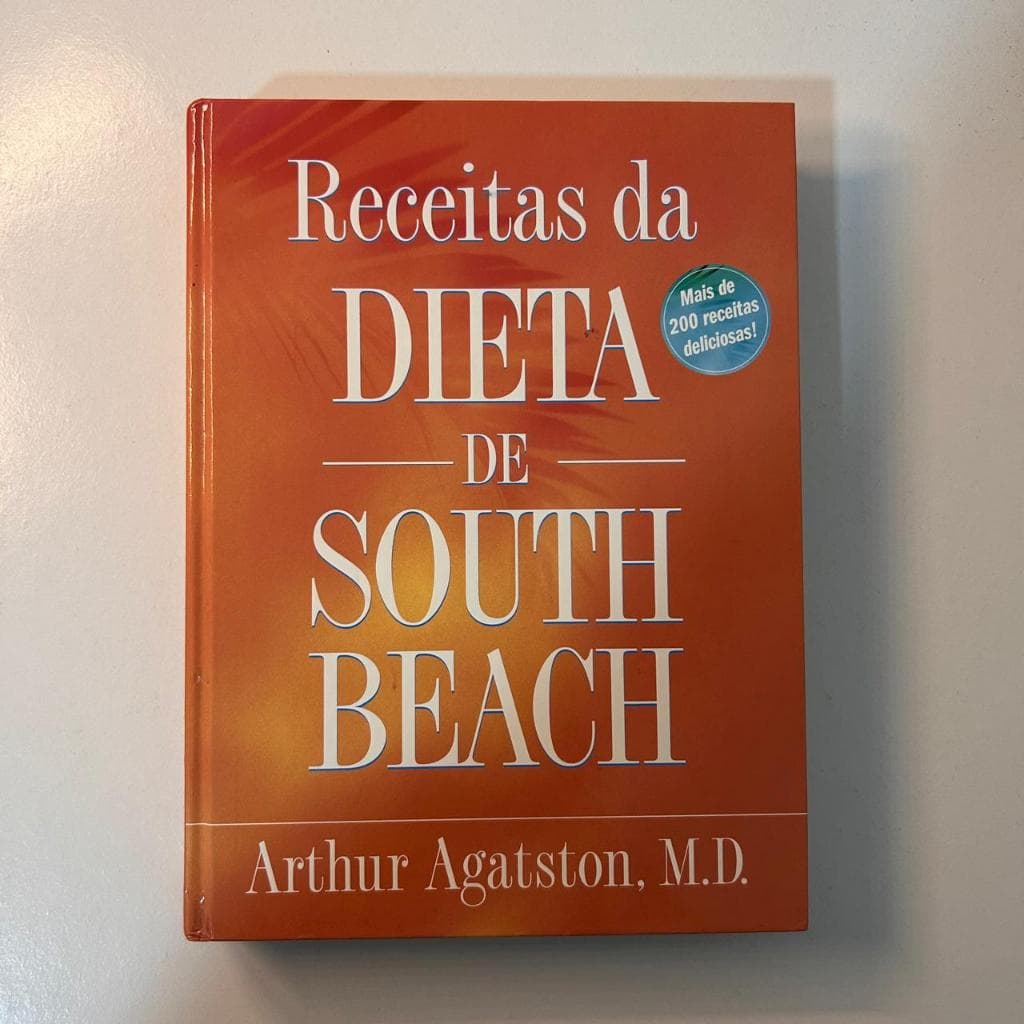 Receitas da
DIETA
DE
SOUTH
BEACH
Mais de
200 receitas
deliciosas!
Arthur Agatston, M.D.